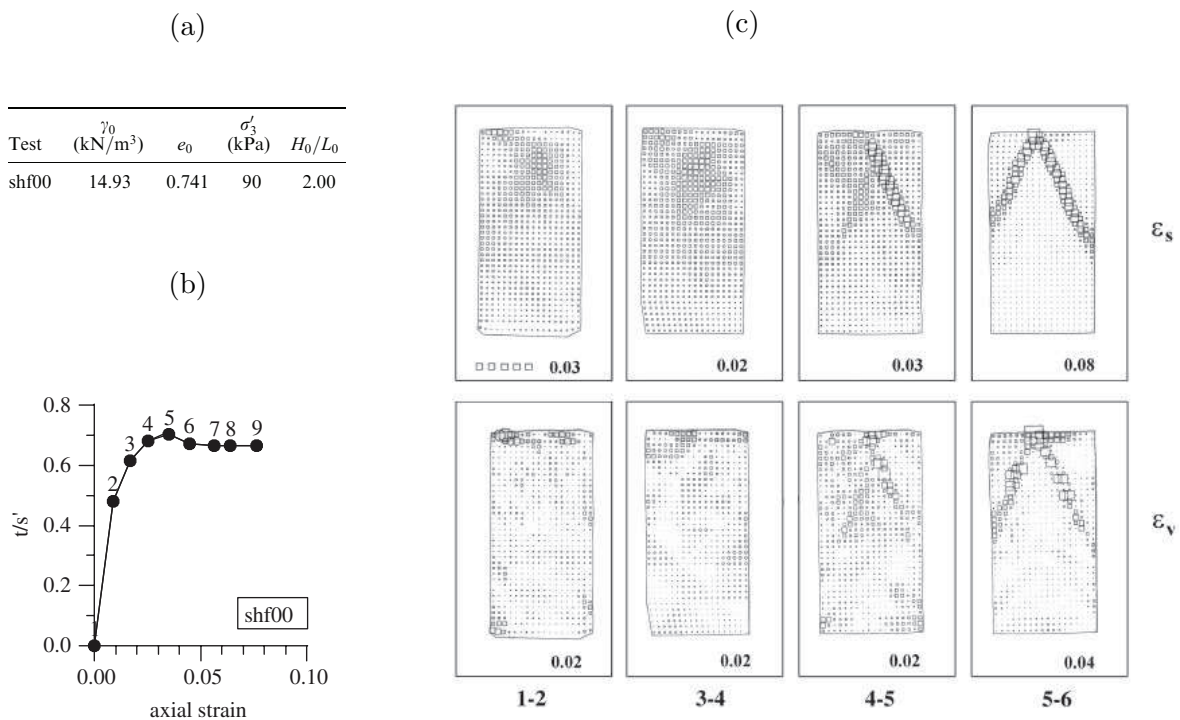 (a)
γ₀ σ′₃
Test (kN/m³) e₀ (kPa) H₀/L₀
shf00 14.93 0.741 90 2.00
(b)
0.8
0.6
0.4
0.2
0.0
t/s'
2
3
4
5
6
7
8
9
shf00
0.00 0.05 0.10
axial strain
(c)
0.03 0.02 0.03 0.08
εs
0.02 0.02 0.02 0.04
εv
1-2 3-4 4-5 5-6